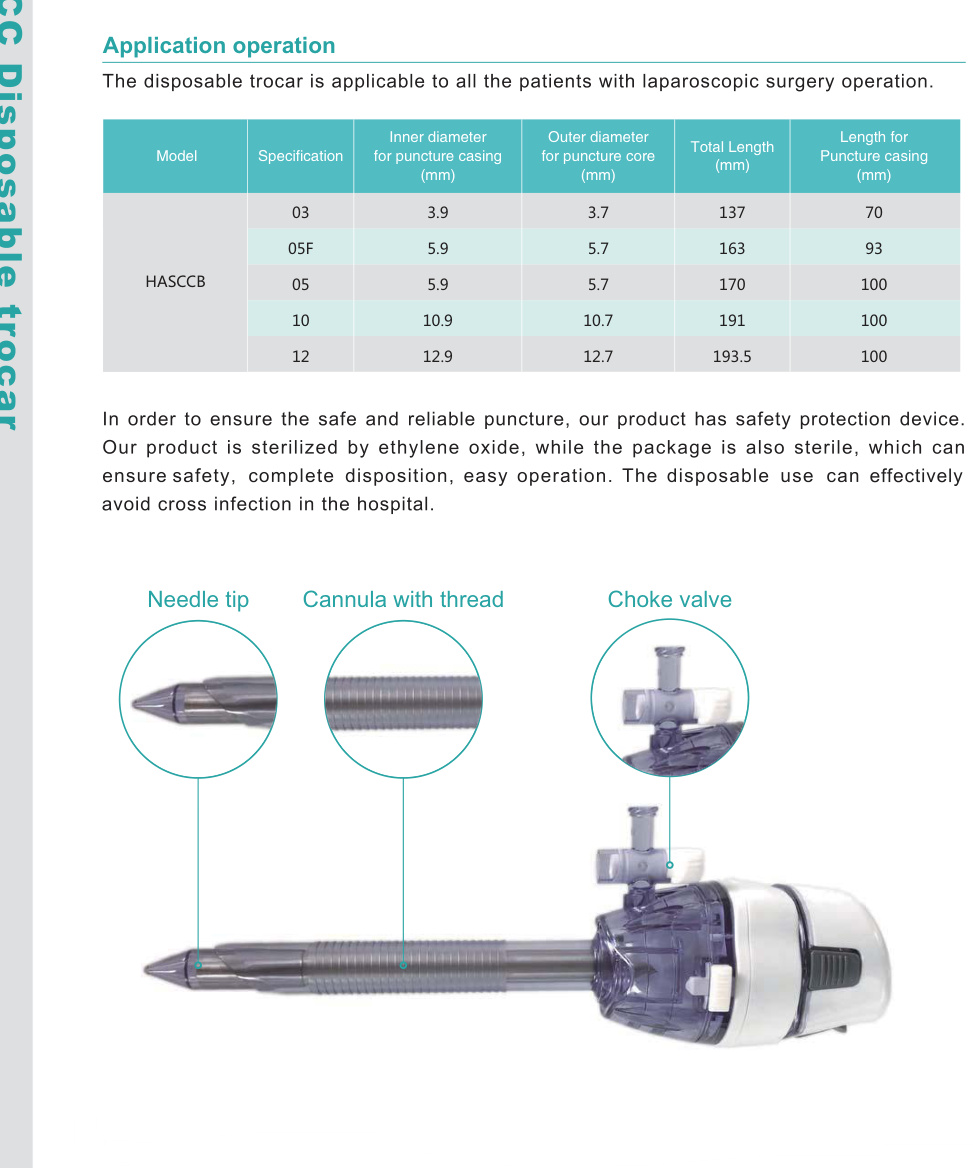 CC Disposable trocar
Application operation
The disposable trocar is applicable to all the patients with laparoscopic surgery operation.
Model
Specification
Inner diameter
for puncture casing
(mm)
Outer diameter
for puncture core
(mm)
Total Length
(mm)
Length for
Puncture casing
(mm)
HASCCB
03 3.9 3.7 137 70
05F 5.9 5.7 163 93
05 5.9 5.7 170 100
10 10.9 10.7 191 100
12 12.9 12.7 193.5 100
In order to ensure the safe and reliable puncture, our product has safety protection device.
Our product is sterilized by ethylene oxide, while the package is also sterile, which can
ensure safety, complete disposition, easy operation. The disposable use can effectively
avoid cross infection in the hospital.
Needle tip
Cannula with thread
Choke valve